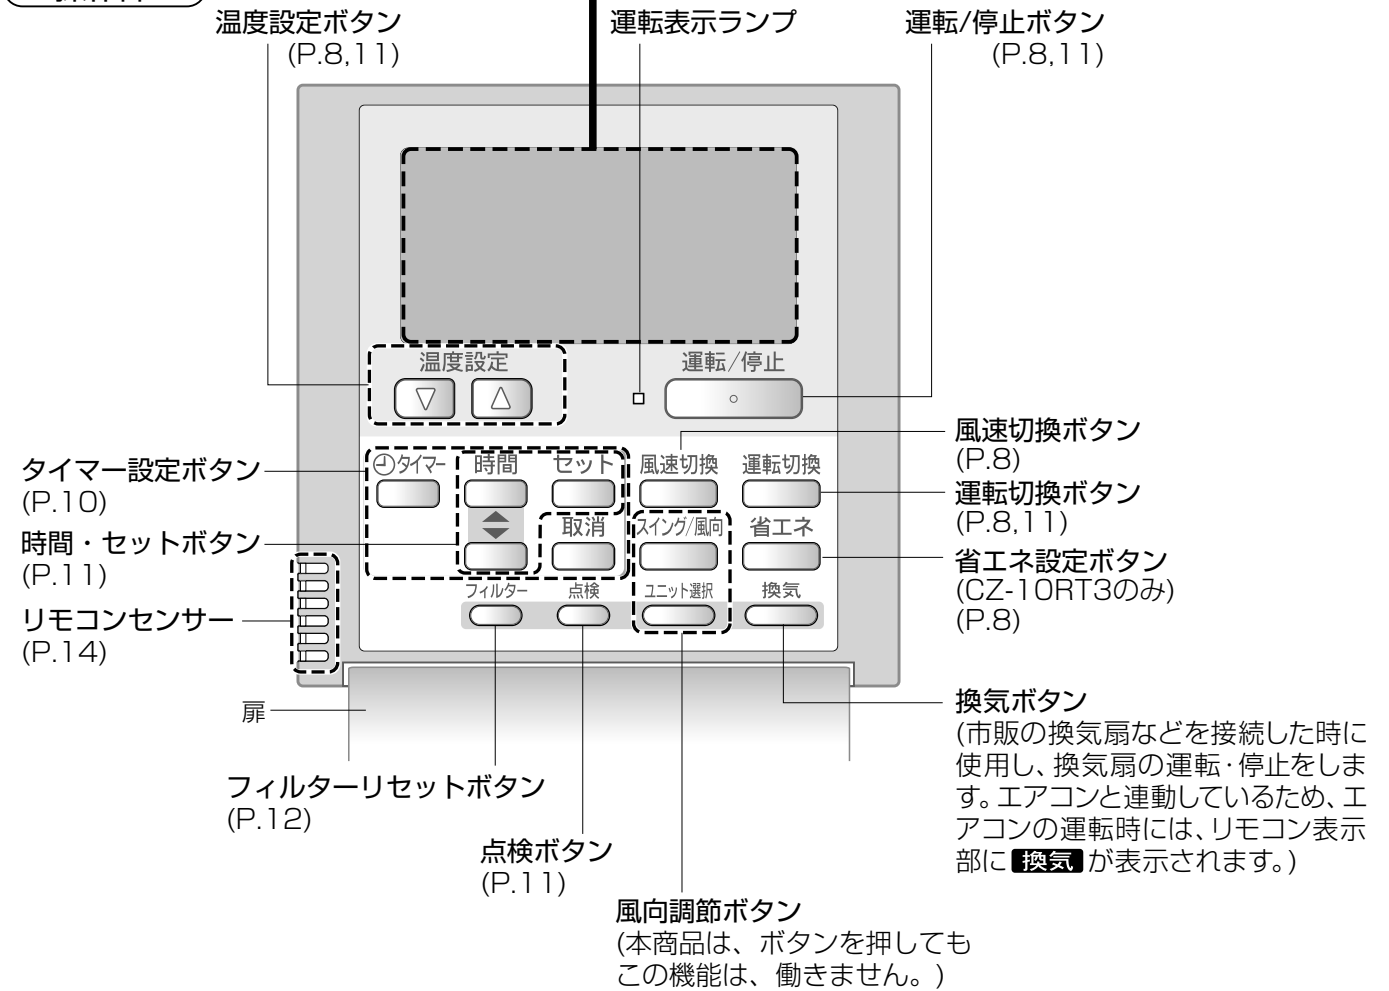 温度設定ボタン
(P.8,11)
運転表示ランプ
運転/停止ボタン
(P.8,11)
温度設定
運転/停止
タイマー設定ボタン
(P.10)
時間・セットボタン
(P.11)
リモコンセンサー
(P.14)
タイマー
時間
セット
風速切換
運転切換
取消
スイング/風向
省エネ
フィルター
点検
ユニット選択
換気
風速切換ボタン
(P.8)
運転切換ボタン
(P.8,11)
省エネ設定ボタン
(CZ-10RT3のみ)
(P.8)
扉
換気ボタン
(市販の換気扇などを接続した時に
使用し、換気扇の運転・停止をしま
す。エアコンと連動しているため、エ
アコンの運転時には、リモコン表示
部に 換気 が表示されます。)
フィルターリセットボタン
(P.12)
点検ボタン
(P.11)
風向調節ボタン
(本商品は、ボタンを押しても
この機能は、働きません。)